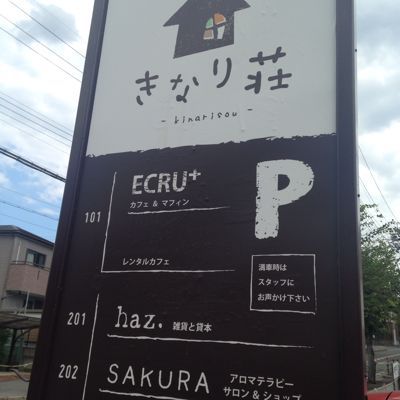 きなり荘
- kinarisou -
101
ECRU+
カフェ & マフィン
レンタルカフェ
P
満車時は
スタッフに
お声かけ下さい
201
haz.
雑貨と貸本
202
SAKURA
アロマテラピー
サロン & ショップ